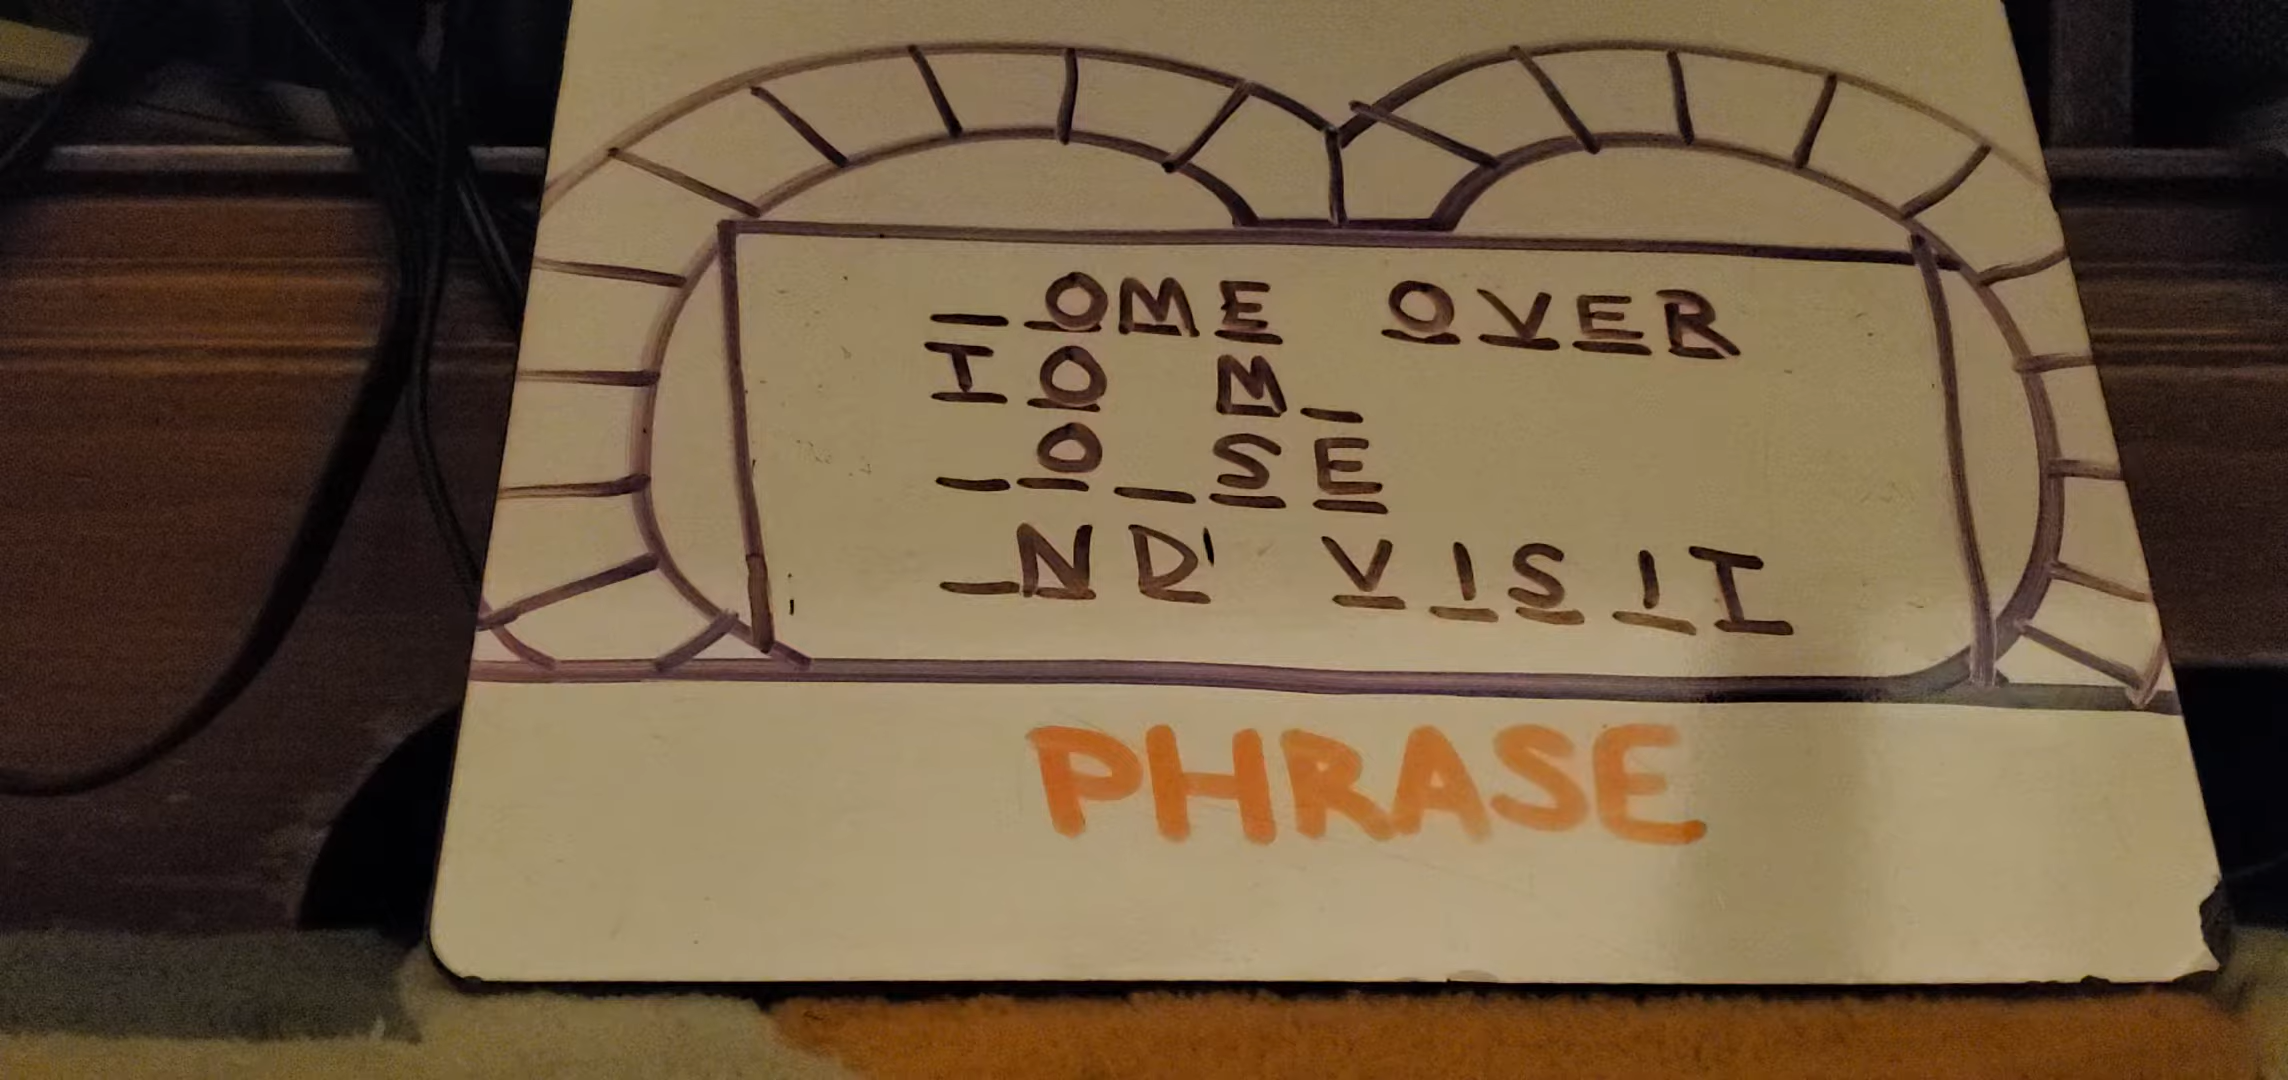 _OME OVER
TO M_
_O_SE
_ND VISIT
PHRASE